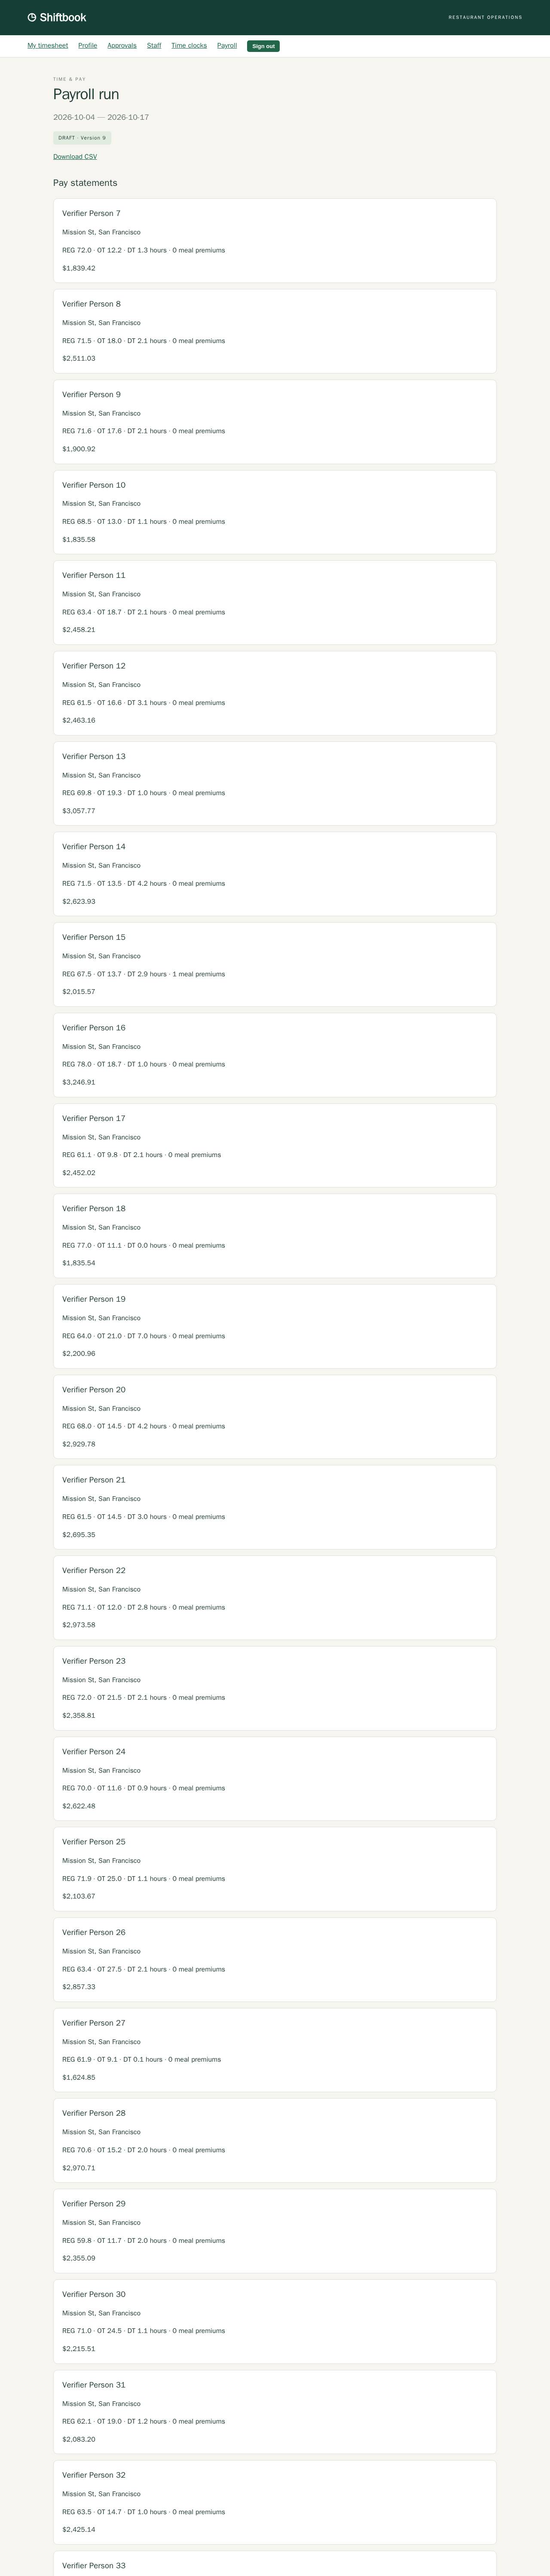 Shiftbook
RESTAURANT OPERATIONS
My timesheet Profile Approvals Staff Time clocks Payroll Sign out
TIME & PAY
Payroll run
2026-10-04 — 2026-10-17
DRAFT · Version 9
Download CSV
Pay statements
Verifier Person 7
Mission St, San Francisco
REG 72.0 · OT 12.2 · DT 1.3 hours · 0 meal premiums
$1,839.42
Verifier Person 8
Mission St, San Francisco
REG 71.5 · OT 18.0 · DT 2.1 hours · 0 meal premiums
$2,511.03
Verifier Person 9
Mission St, San Francisco
REG 71.6 · OT 17.6 · DT 2.1 hours · 0 meal premiums
$1,900.92
Verifier Person 10
Mission St, San Francisco
REG 68.5 · OT 13.0 · DT 1.1 hours · 0 meal premiums
$1,835.58
Verifier Person 11
Mission St, San Francisco
REG 63.4 · OT 18.7 · DT 2.1 hours · 0 meal premiums
$2,458.21
Verifier Person 12
Mission St, San Francisco
REG 61.5 · OT 16.6 · DT 3.1 hours · 0 meal premiums
$2,463.16
Verifier Person 13
Mission St, San Francisco
REG 69.8 · OT 19.3 · DT 1.0 hours · 0 meal premiums
$3,057.77
Verifier Person 14
Mission St, San Francisco
REG 71.5 · OT 13.5 · DT 4.2 hours · 0 meal premiums
$2,623.93
Verifier Person 15
Mission St, San Francisco
REG 67.5 · OT 13.7 · DT 2.9 hours · 1 meal premiums
$2,015.57
Verifier Person 16
Mission St, San Francisco
REG 78.0 · OT 18.7 · DT 1.0 hours · 0 meal premiums
$3,246.91
Verifier Person 17
Mission St, San Francisco
REG 61.1 · OT 9.8 · DT 2.1 hours · 0 meal premiums
$2,452.02
Verifier Person 18
Mission St, San Francisco
REG 77.0 · OT 11.1 · DT 0.0 hours · 0 meal premiums
$1,835.54
Verifier Person 19
Mission St, San Francisco
REG 64.0 · OT 21.0 · DT 7.0 hours · 0 meal premiums
$2,200.96
Verifier Person 20
Mission St, San Francisco
REG 68.0 · OT 14.5 · DT 4.2 hours · 0 meal premiums
$2,929.78
Verifier Person 21
Mission St, San Francisco
REG 61.5 · OT 14.5 · DT 3.0 hours · 0 meal premiums
$2,695.35
Verifier Person 22
Mission St, San Francisco
REG 71.1 · OT 12.0 · DT 2.8 hours · 0 meal premiums
$2,973.58
Verifier Person 23
Mission St, San Francisco
REG 72.0 · OT 21.5 · DT 2.1 hours · 0 meal premiums
$2,358.81
Verifier Person 24
Mission St, San Francisco
REG 70.0 · OT 11.6 · DT 0.9 hours · 0 meal premiums
$2,622.48
Verifier Person 25
Mission St, San Francisco
REG 71.9 · OT 25.0 · DT 1.1 hours · 0 meal premiums
$2,103.67
Verifier Person 26
Mission St, San Francisco
REG 63.4 · OT 27.5 · DT 2.1 hours · 0 meal premiums
$2,857.33
Verifier Person 27
Mission St, San Francisco
REG 61.9 · OT 9.1 · DT 0.1 hours · 0 meal premiums
$1,624.85
Verifier Person 28
Mission St, San Francisco
REG 70.6 · OT 15.2 · DT 2.0 hours · 0 meal premiums
$2,970.71
Verifier Person 29
Mission St, San Francisco
REG 59.8 · OT 11.7 · DT 2.0 hours · 0 meal premiums
$2,355.09
Verifier Person 30
Mission St, San Francisco
REG 71.0 · OT 24.5 · DT 1.1 hours · 0 meal premiums
$2,215.51
Verifier Person 31
Mission St, San Francisco
REG 62.1 · OT 19.0 · DT 1.2 hours · 0 meal premiums
$2,083.20
Verifier Person 32
Mission St, San Francisco
REG 63.5 · OT 14.7 · DT 1.0 hours · 0 meal premiums
$2,425.14
Verifier Person 33